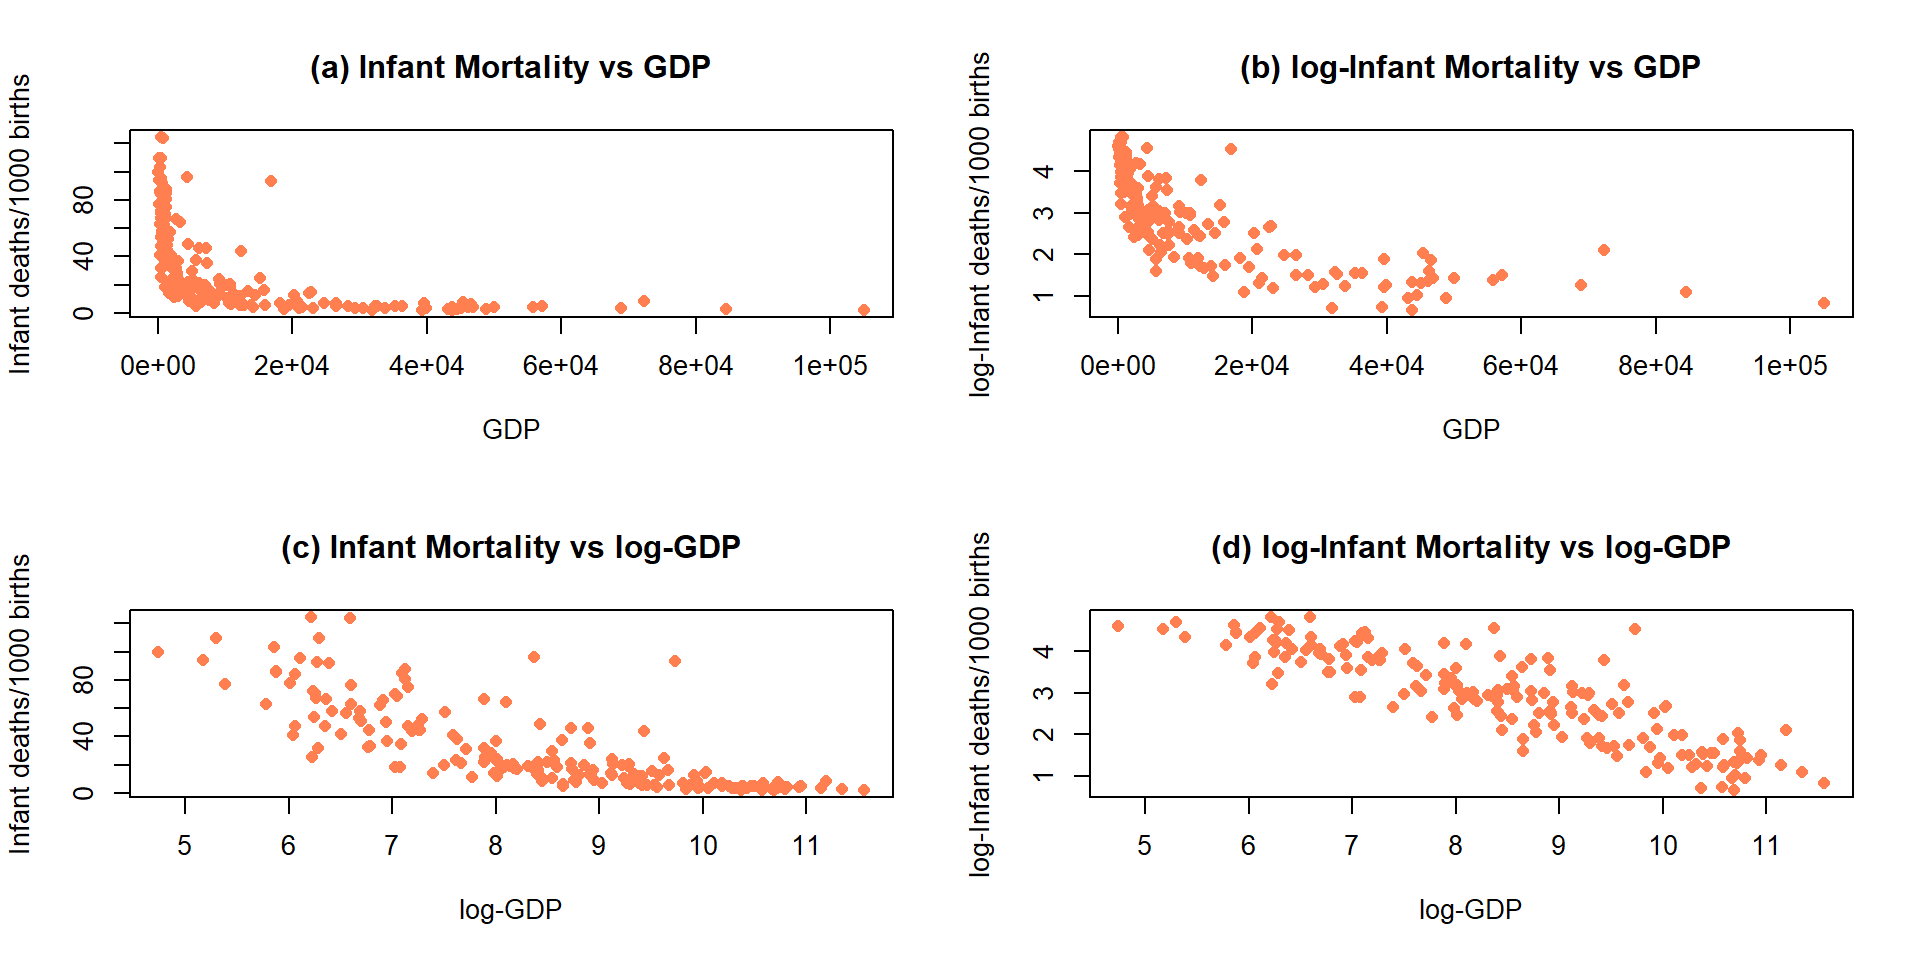 (a) Infant Mortality vs GDP
Infant deaths/1000 births
0 40 80
0e+00 2e+04 4e+04 6e+04 8e+04 1e+05
GDP
(b) log-Infant Mortality vs GDP
log-Infant deaths/1000 births
1 2 3 4
0e+00 2e+04 4e+04 6e+04 8e+04 1e+05
GDP
(c) Infant Mortality vs log-GDP
Infant deaths/1000 births
0 40 80
5 6 7 8 9 10 11
log-GDP
(d) log-Infant Mortality vs log-GDP
log-Infant deaths/1000 births
1 2 3 4
5 6 7 8 9 10 11
log-GDP